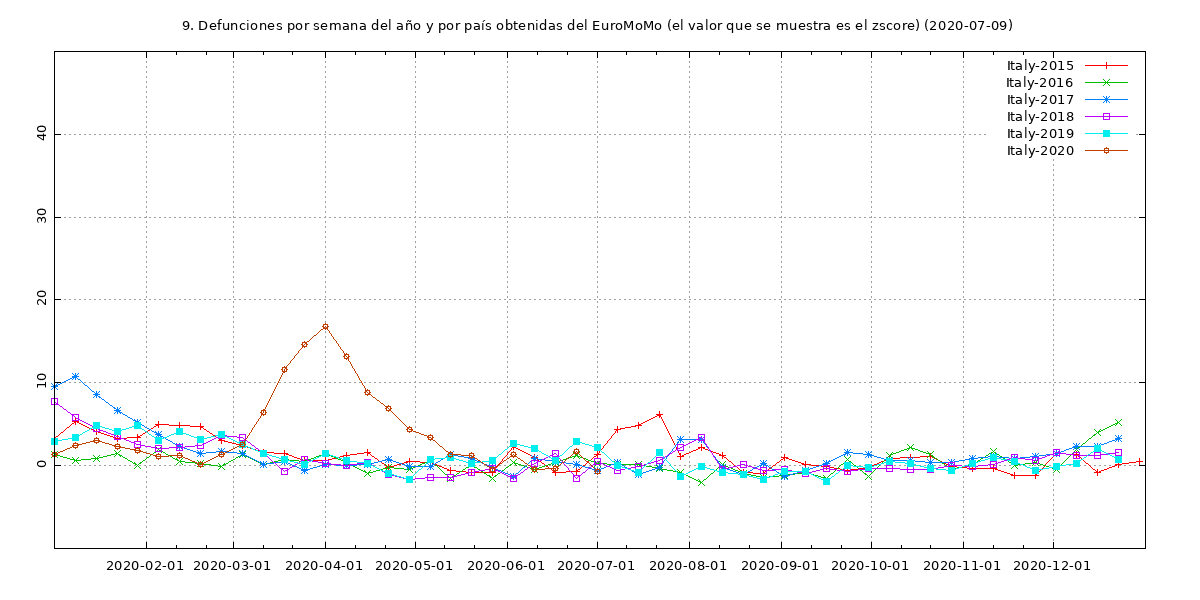 9. Defunciones por semana del año y por país obtenidas del EuroMoMo (el valor que se muestra es el zscore) (2020-07-09)
Italy-2015
Italy-2016
Italy-2017
Italy-2018
Italy-2019
Italy-2020
40
30
20
10
0
2020-02-01 2020-03-01 2020-04-01 2020-05-01 2020-06-01 2020-07-01 2020-08-01 2020-09-01 2020-10-01 2020-11-01 2020-12-01